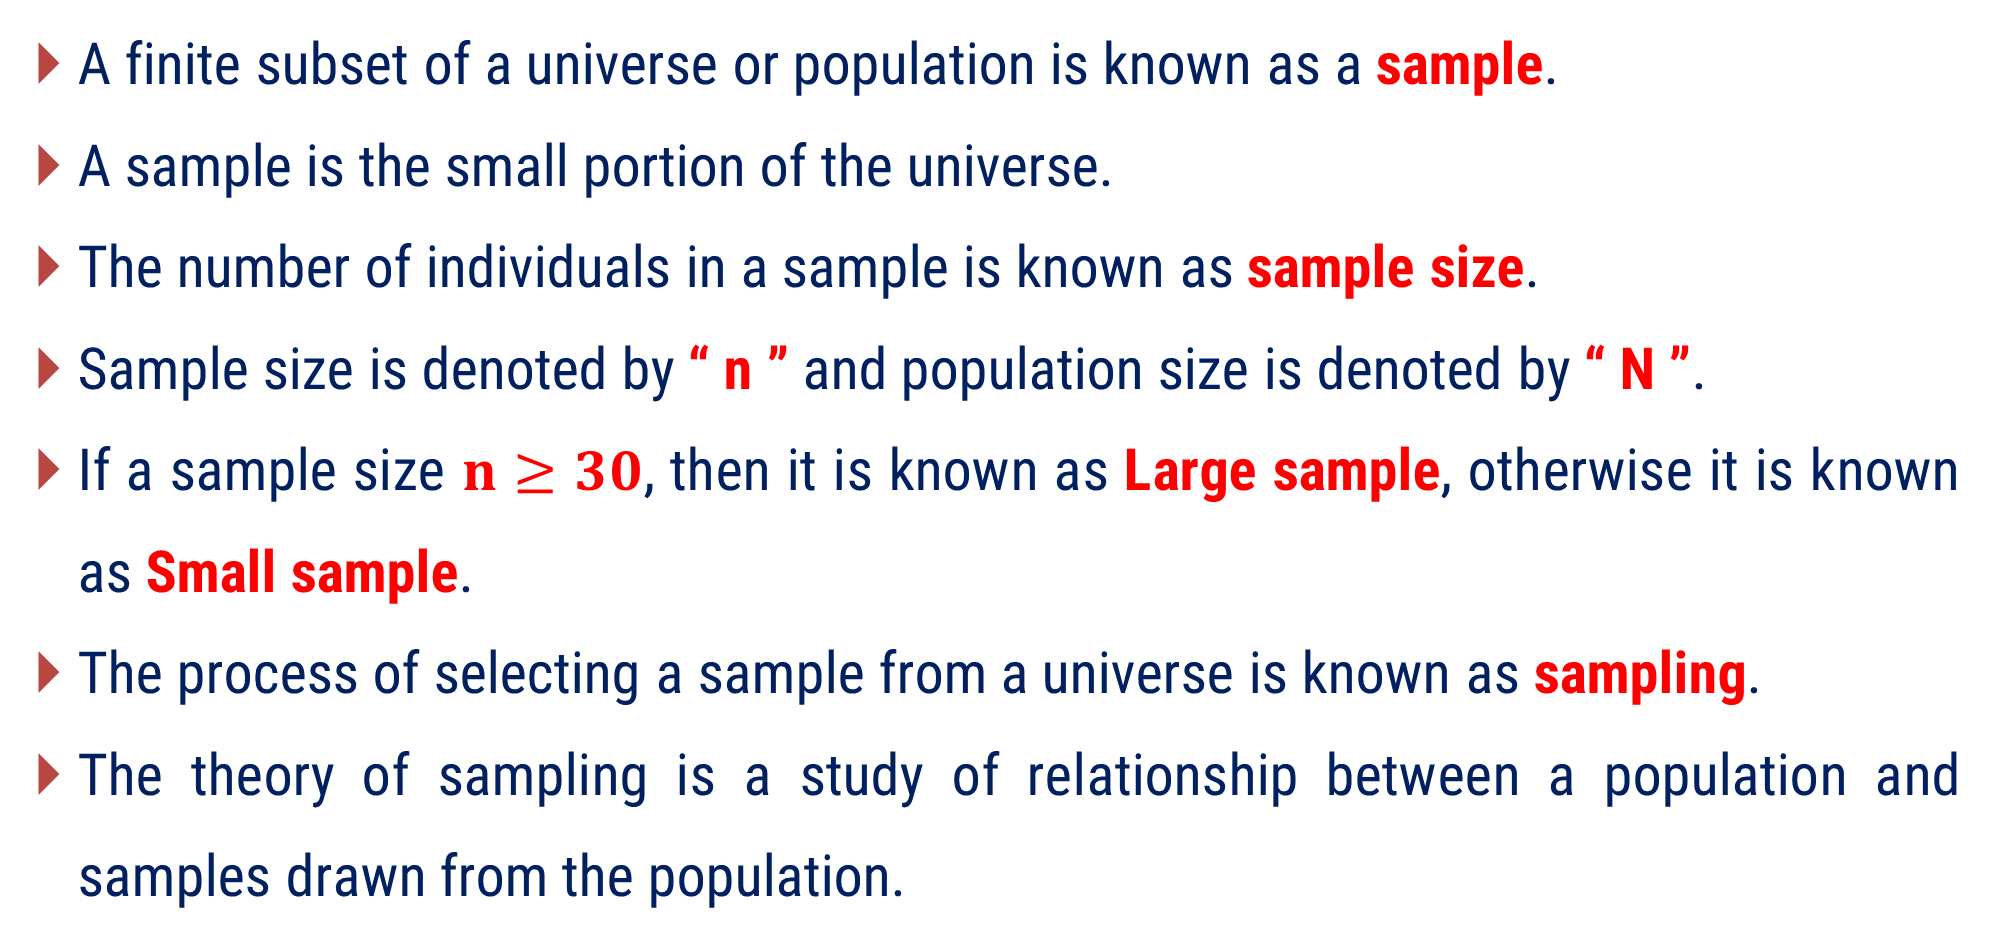 A finite subset of a universe or population is known as a sample.
A sample is the small portion of the universe.
The number of individuals in a sample is known as sample size.
Sample size is denoted by “ n ” and population size is denoted by “ N ”.
If a sample size n ≥ 30, then it is known as Large sample, otherwise it is known
as Small sample.
The process of selecting a sample from a universe is known as sampling.
The theory of sampling is a study of relationship between a population and
samples drawn from the population.